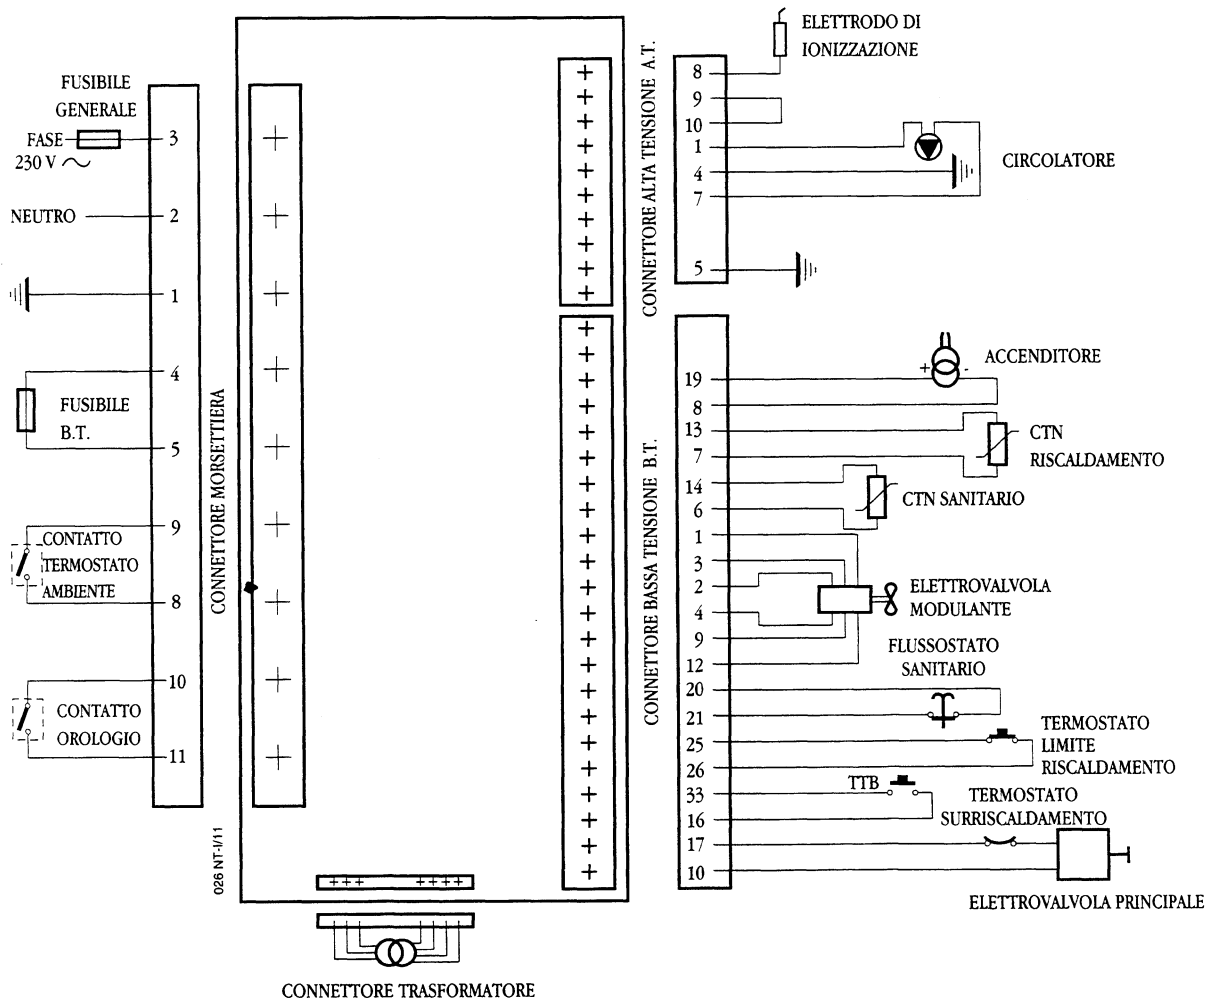 FUSIBILE
GENERALE
FASE
230 V
3
NEUTRO
2
1
4
FUSIBILE
B.T.
5
9
CONTATTO
TERMOSTATO
AMBIENTE
8
10
CONTATTO
OROLOGIO
11
CONNETTORE MORSETTIERA
026 NT-I/11
CONNETTORE TRASFORMATORE
CONNETTORE ALTA TENSIONE A.T.
8
ELETTRODO DI
IONIZZAZIONE
9
10
1
4
7
CIRCOLATORE
5
CONNETTORE BASSA TENSIONE B.T.
19
+
-
ACCENDITORE
8
13
7
CTN
RISCALDAMENTO
14
6
CTN SANITARIO
1
3
2
4
9
12
ELETTROVALVOLA
MODULANTE
FLUSSOSTATO
SANITARIO
20
21
25
26
TERMOSTATO
LIMITE
RISCALDAMENTO
33
TTB
16
TERMOSTATO
SURRISCALDAMENTO
17
10
ELETTROVALVOLA PRINCIPALE